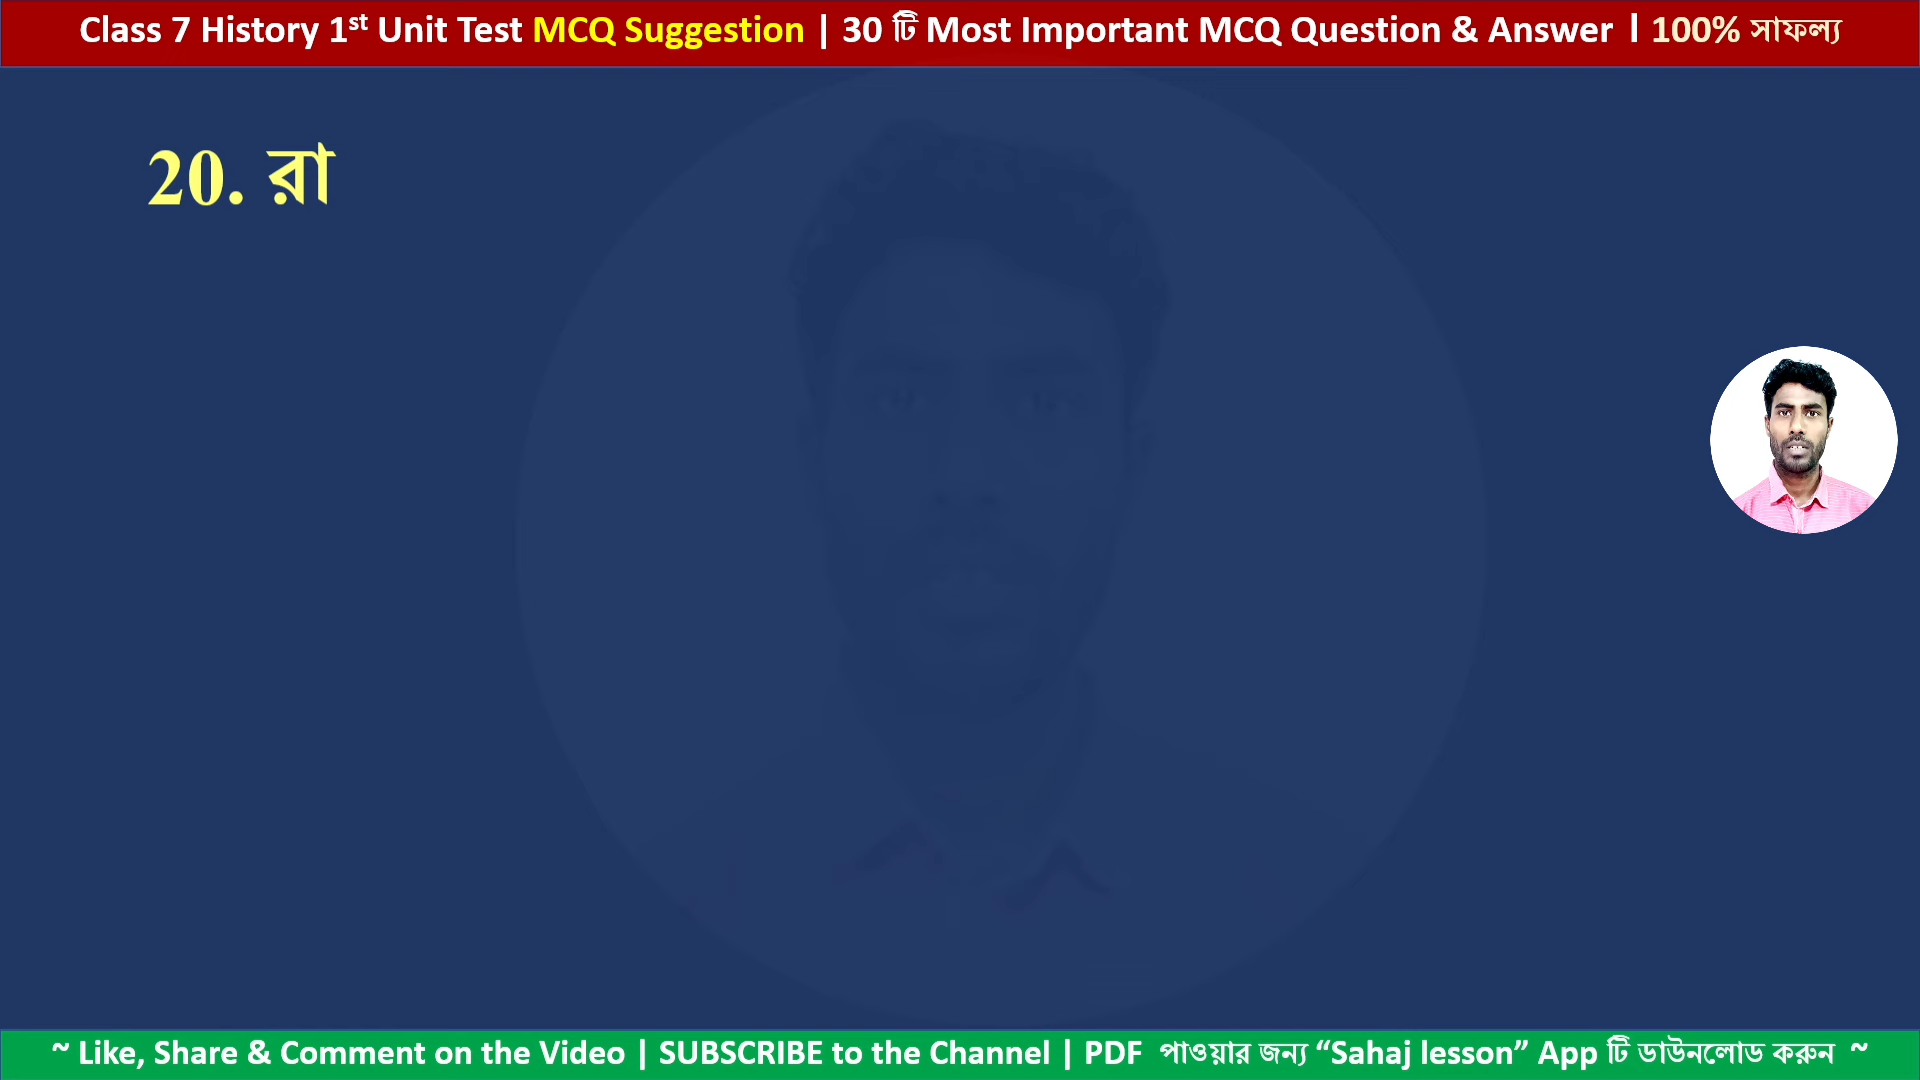 Class 7 History 1st Unit Test MCQ Suggestion | 30 টি Most Important MCQ Question & Answer । 100% সাফল্য
20. রা
~ Like, Share & Comment on the Video | SUBSCRIBE to the Channel | PDF পাওয়ার জন্য “Sahaj lesson” App টি ডাউনলোড করুন ~